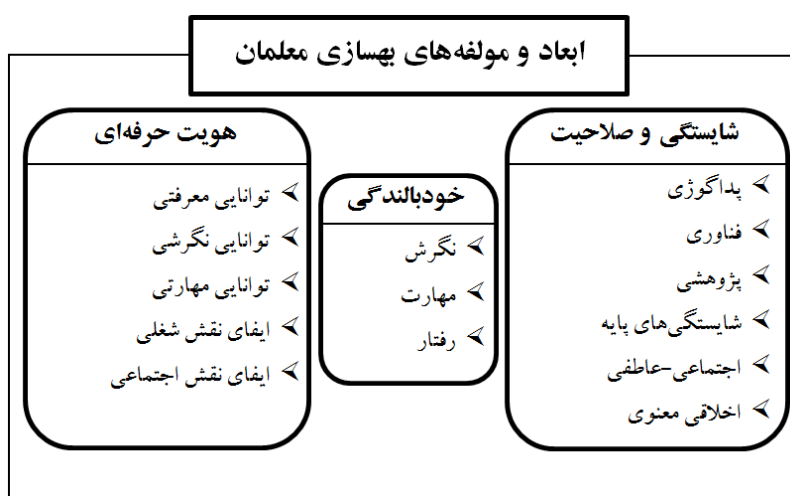 ابعاد و مولفه‌های بهسازی معلمان
شایستگی و صلاحیت
پداگوژی
فناوری
پژوهشی
شایستگی‌های پایه
اجتماعی-عاطفی
اخلاقی معنوی
خودبالندگی
نگرش
مهارت
رفتار
هویت حرفه‌ای
توانایی معرفتی
توانایی نگرشی
توانایی مهارتی
ایفای نقش شغلی
ایفای نقش اجتماعی